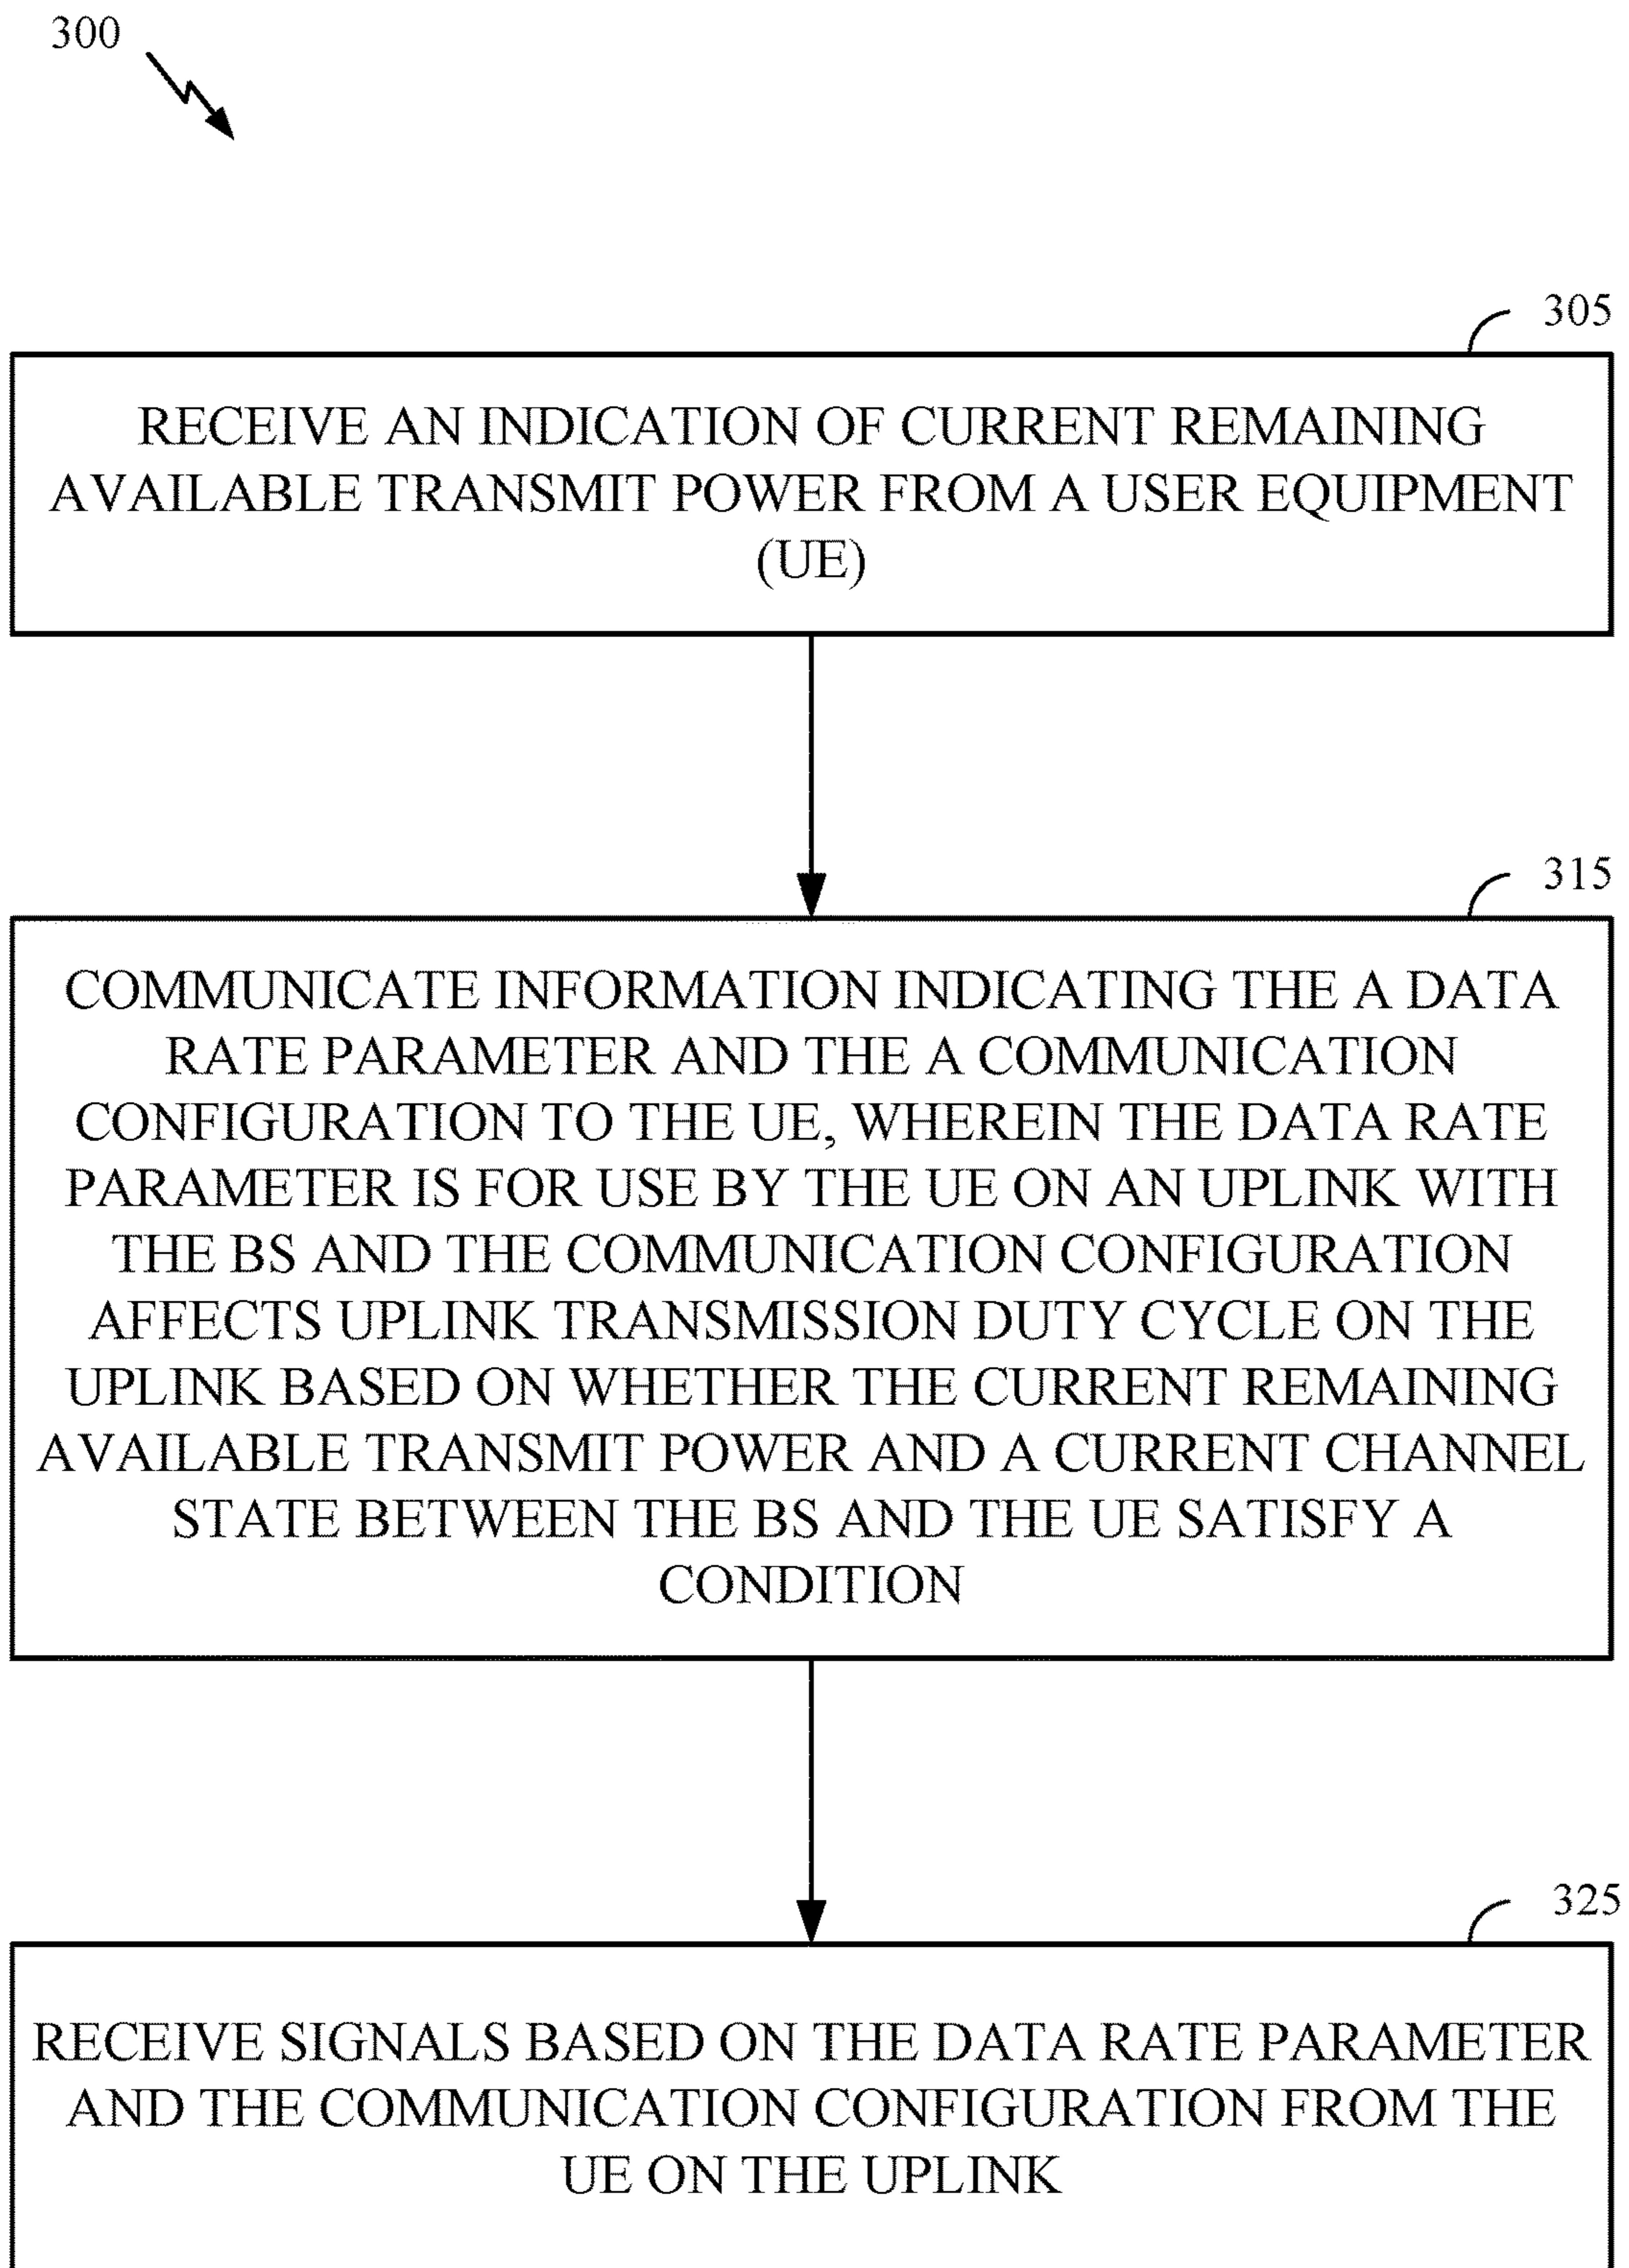 300
305
RECEIVE AN INDICATION OF CURRENT REMAINING
AVAILABLE TRANSMIT POWER FROM A USER EQUIPMENT
(UE)
315
COMMUNICATE INFORMATION INDICATING THE A DATA
RATE PARAMETER AND THE A COMMUNICATION
CONFIGURATION TO THE UE, WHEREIN THE DATA RATE
PARAMETER IS FOR USE BY THE UE ON AN UPLINK WITH
THE BS AND THE COMMUNICATION CONFIGURATION
AFFECTS UPLINK TRANSMISSION DUTY CYCLE ON THE
UPLINK BASED ON WHETHER THE CURRENT REMAINING
AVAILABLE TRANSMIT POWER AND A CURRENT CHANNEL
STATE BETWEEN THE BS AND THE UE SATISFY A
CONDITION
325
RECEIVE SIGNALS BASED ON THE DATA RATE PARAMETER
AND THE COMMUNICATION CONFIGURATION FROM THE
UE ON THE UPLINK